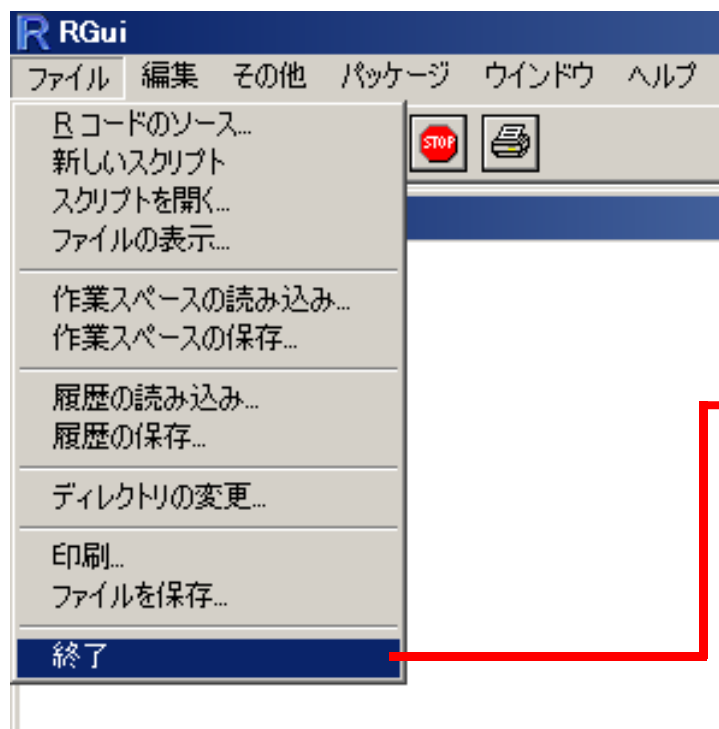 RGui
ファイル 編集 その他 パッケージ ウインドウ ヘルプ
R コードのソース...
新しいスクリプト
スクリプトを開く...
ファイルの表示...
作業スペースの読み込み...
作業スペースの保存...
履歴の読み込み...
履歴の保存...
ディレクトリの変更...
印刷...
ファイルを保存...
終了
STOP